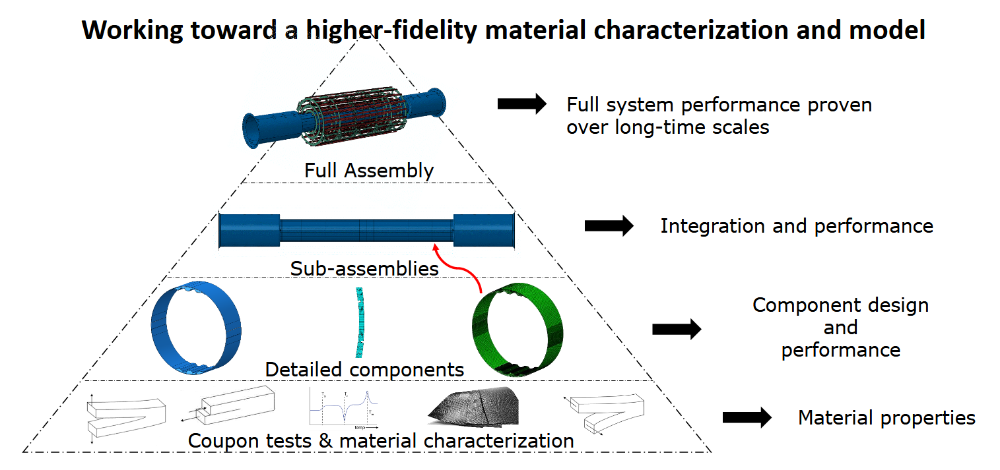 Working toward a higher-fidelity material characterization and model
Full system performance proven
over long-time scales
Full Assembly
Integration and performance
Sub-assemblies
Component design
and
performance
Detailed components
T
T
T
temp
Material properties
Coupon tests & material characterization